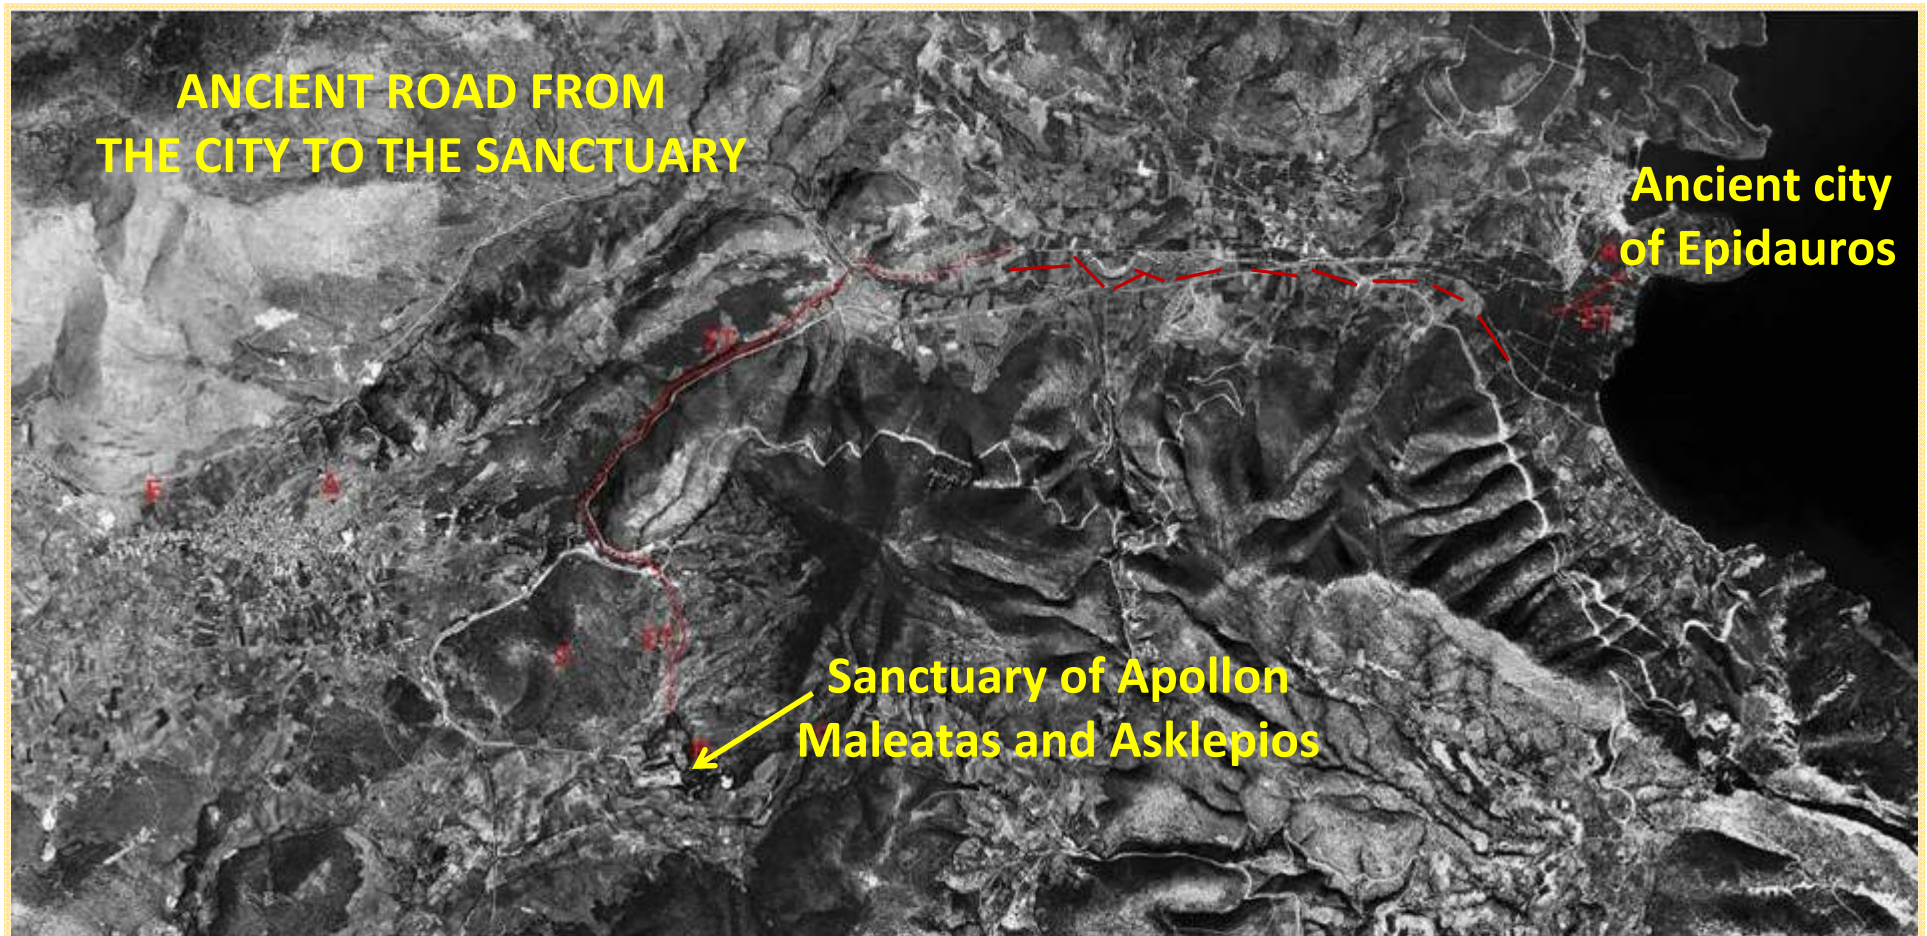 ANCIENT ROAD FROM
THE CITY TO THE SANCTUARY
Ancient city
of Epidauros
Sanctuary of Apollon
Maleatas and Asklepios